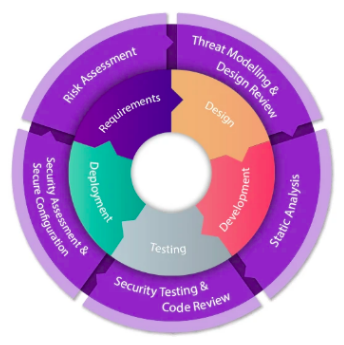 Risk Assessment
Threat Modelling &
Design Review
Requirements
Design
Security Assessment &
Secure Configuration
Deployment
Development
Static Analysis
Testing
Security Testing &
Code Review